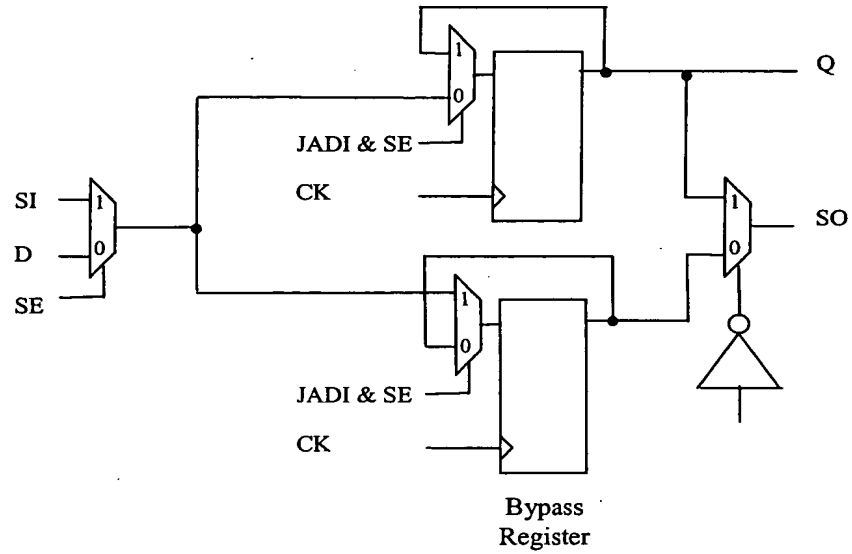 1
Q
0
JADI & SE
CK
SI
1
1
SO
D
0
0
SE
1
0
JADI & SE
CK
Bypass
Register